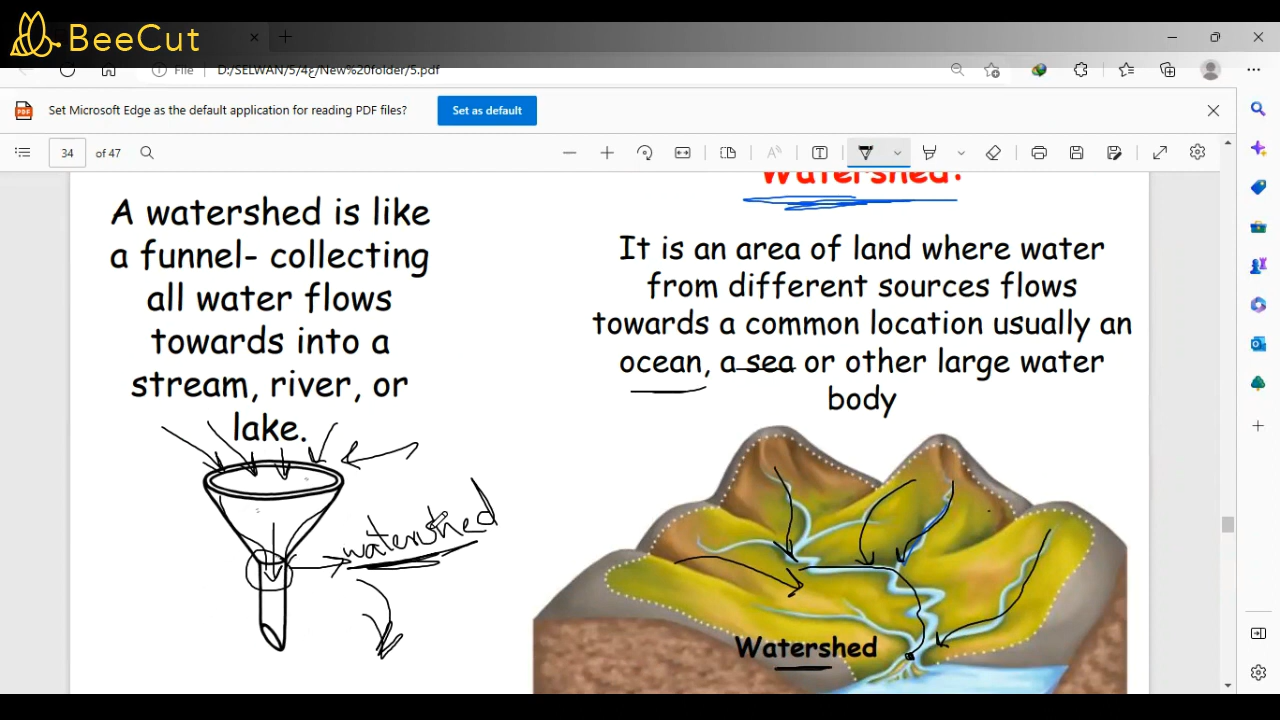 BeeCut
File D:/SELWAN/5/4ع/New%20folder/5.pdf
Set Microsoft Edge as the default application for reading PDF files?
Set as default
34 of 47
Watershed:
A watershed is like
a funnel- collecting
all water flows
towards into a
stream, river, or
lake.
watershed
It is an area of land where water
from different sources flows
towards a common location usually an
ocean, a sea or other large water
body
Watershed